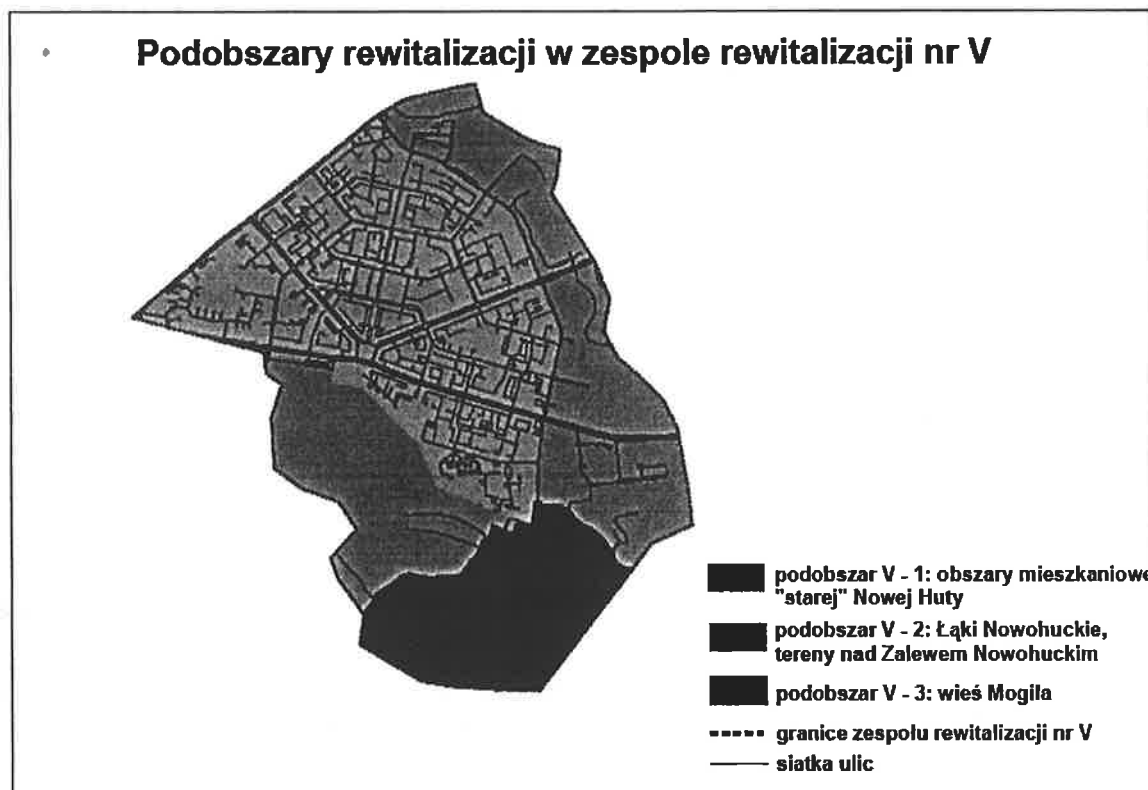 Podobszary rewitalizacji w zespole rewitalizacji nr V
podobszar V - 1: obszary mieszkaniowe
"starej" Nowej Huty
podobszar V - 2: Łąki Nowohuckie,
tereny nad Zalewem Nowohuckim
podobszar V - 3: wieś Mogila
granice zespołu rewitalizacji nr V
siatka ulic